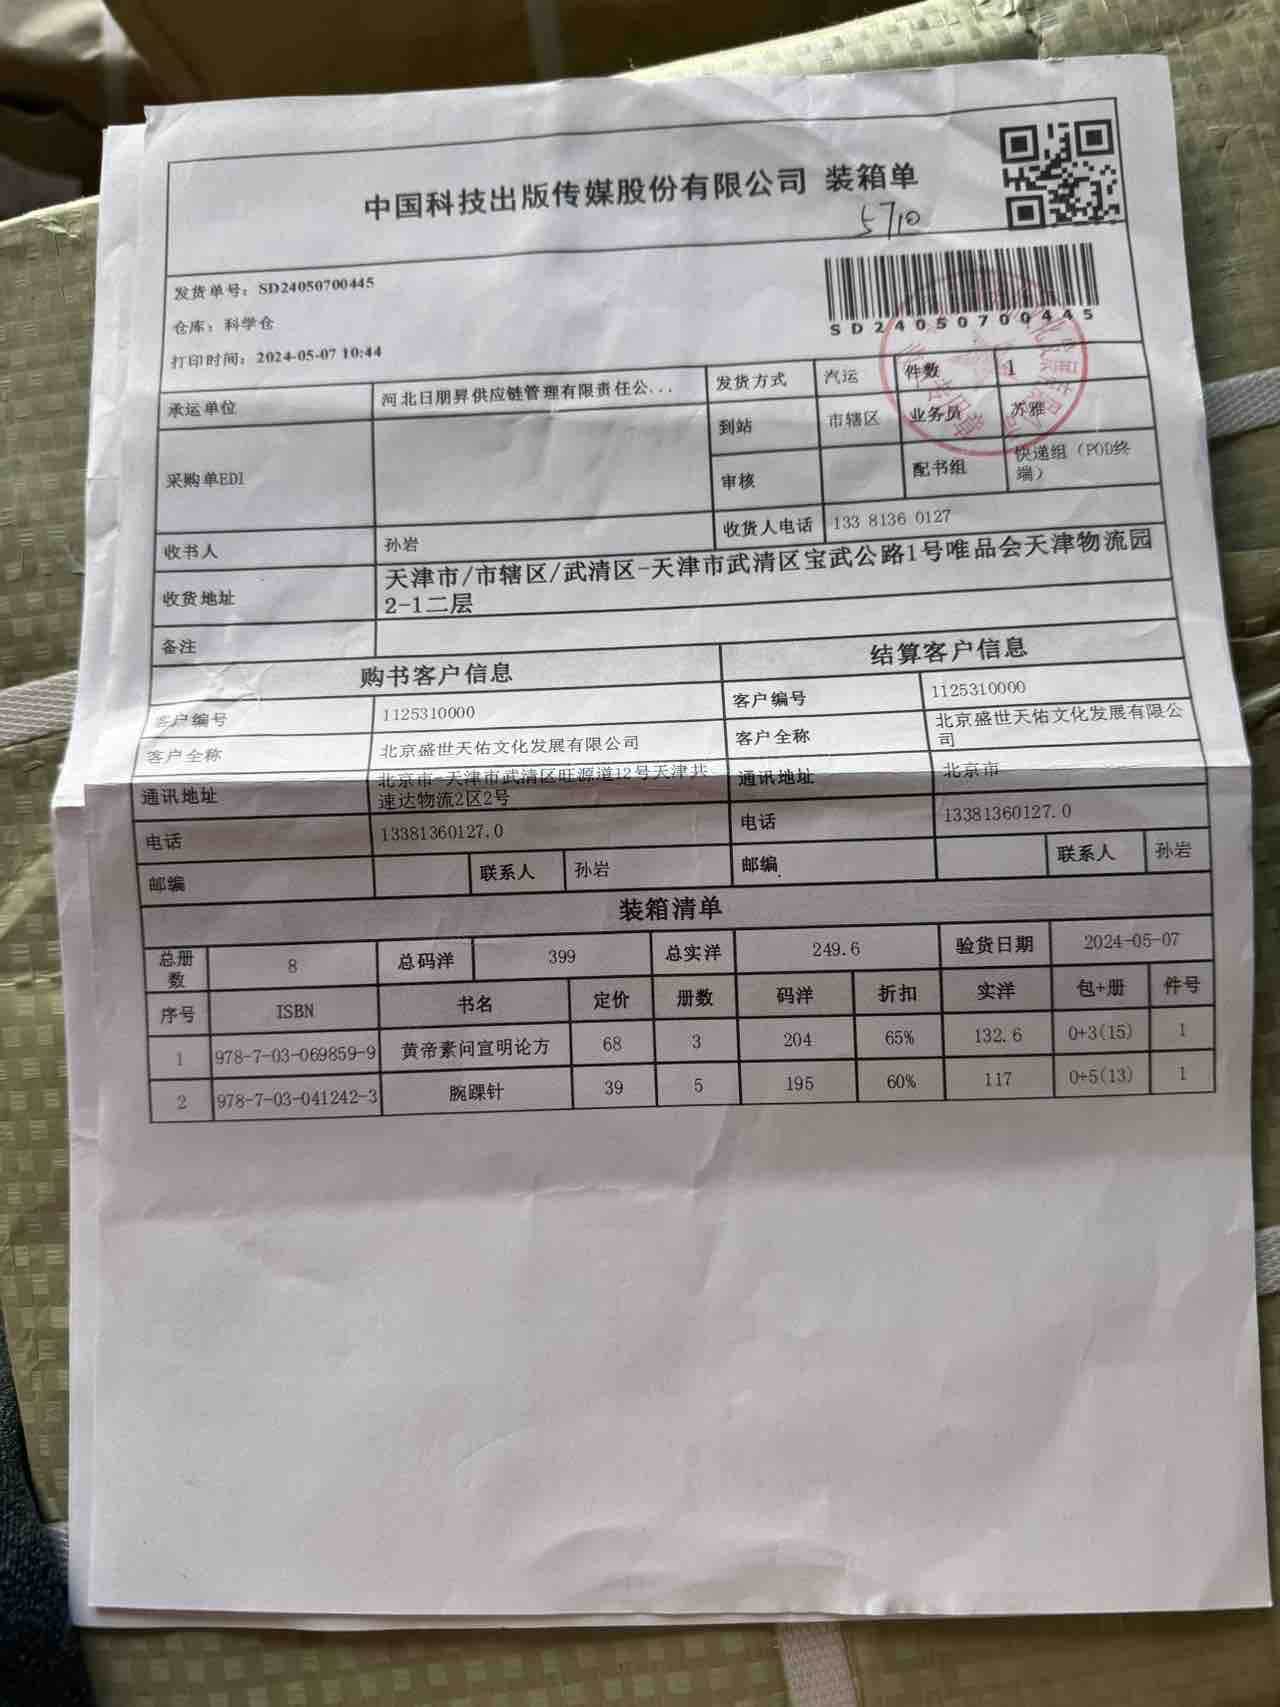 中国科技出版传媒股份有限公司 装箱单
5710
发货单号：SD24050700445
仓库：科学仓
打印时间：2024-05-07 10:44
SD24050700445
承运单位 河北日朋昇供应链管理有限责任公... 发货方式 汽运 件数 1
采购单EDI 到站 市辖区 业务员 苏雅
审核 配书组 快递组（POD终端）
收书人 孙岩 收货人电话 133 8136 0127
收货地址 天津市/市辖区/武清区-天津市武清区宝武公路1号唯品会天津物流园
2-1二层
备注
购书客户信息 结算客户信息
客户编号 1125310000 客户编号 1125310000
客户全称 北京盛世天佑文化发展有限公司 客户全称 北京盛世天佑文化发展有限公司
通讯地址 北京市-天津市武清区旺源道12号天津共速达物流2区2号 通讯地址 北京市
电话 13381360127.0 电话 13381360127.0
邮编 联系人 孙岩 邮编 联系人 孙岩
装箱清单
总册数 8 总码洋 399 总实洋 249.6 验货日期 2024-05-07
序号 ISBN 书名 定价 册数 码洋 折扣 实洋 包+册 件号
1 978-7-03-069859-9 黄帝素问宣明论方 68 3 204 65% 132.6 0+3(15) 1
2 978-7-03-041242-3 腕踝针 39 5 195 60% 117 0+5(13) 1